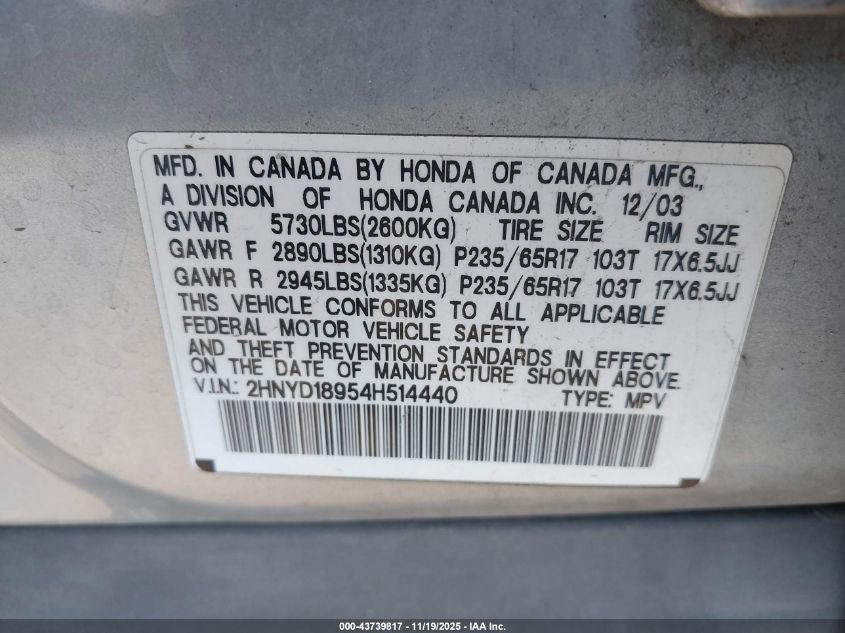 MFD. IN CANADA BY HONDA OF CANADA MFG.,
A DIVISION OF HONDA CANADA INC. 12/03
GVWR 5730LBS(2600KG) TIRE SIZE RIM SIZE
GAWR F 2890LBS(1310KG) P235/65R17 103T 17X6.5JJ
GAWR R 2945LBS(1335KG) P235/65R17 103T 17X6.5JJ
THIS VEHICLE CONFORMS TO ALL APPLICABLE
FEDERAL MOTOR VEHICLE SAFETY
AND THEFT PREVENTION STANDARDS IN EFFECT
ON THE DATE OF MANUFACTURE SHOWN ABOVE.
V.I.N.: 2HNYD18954H514440 TYPE: MPV
000-43739817 - 11/19/2025 - IAA Inc.